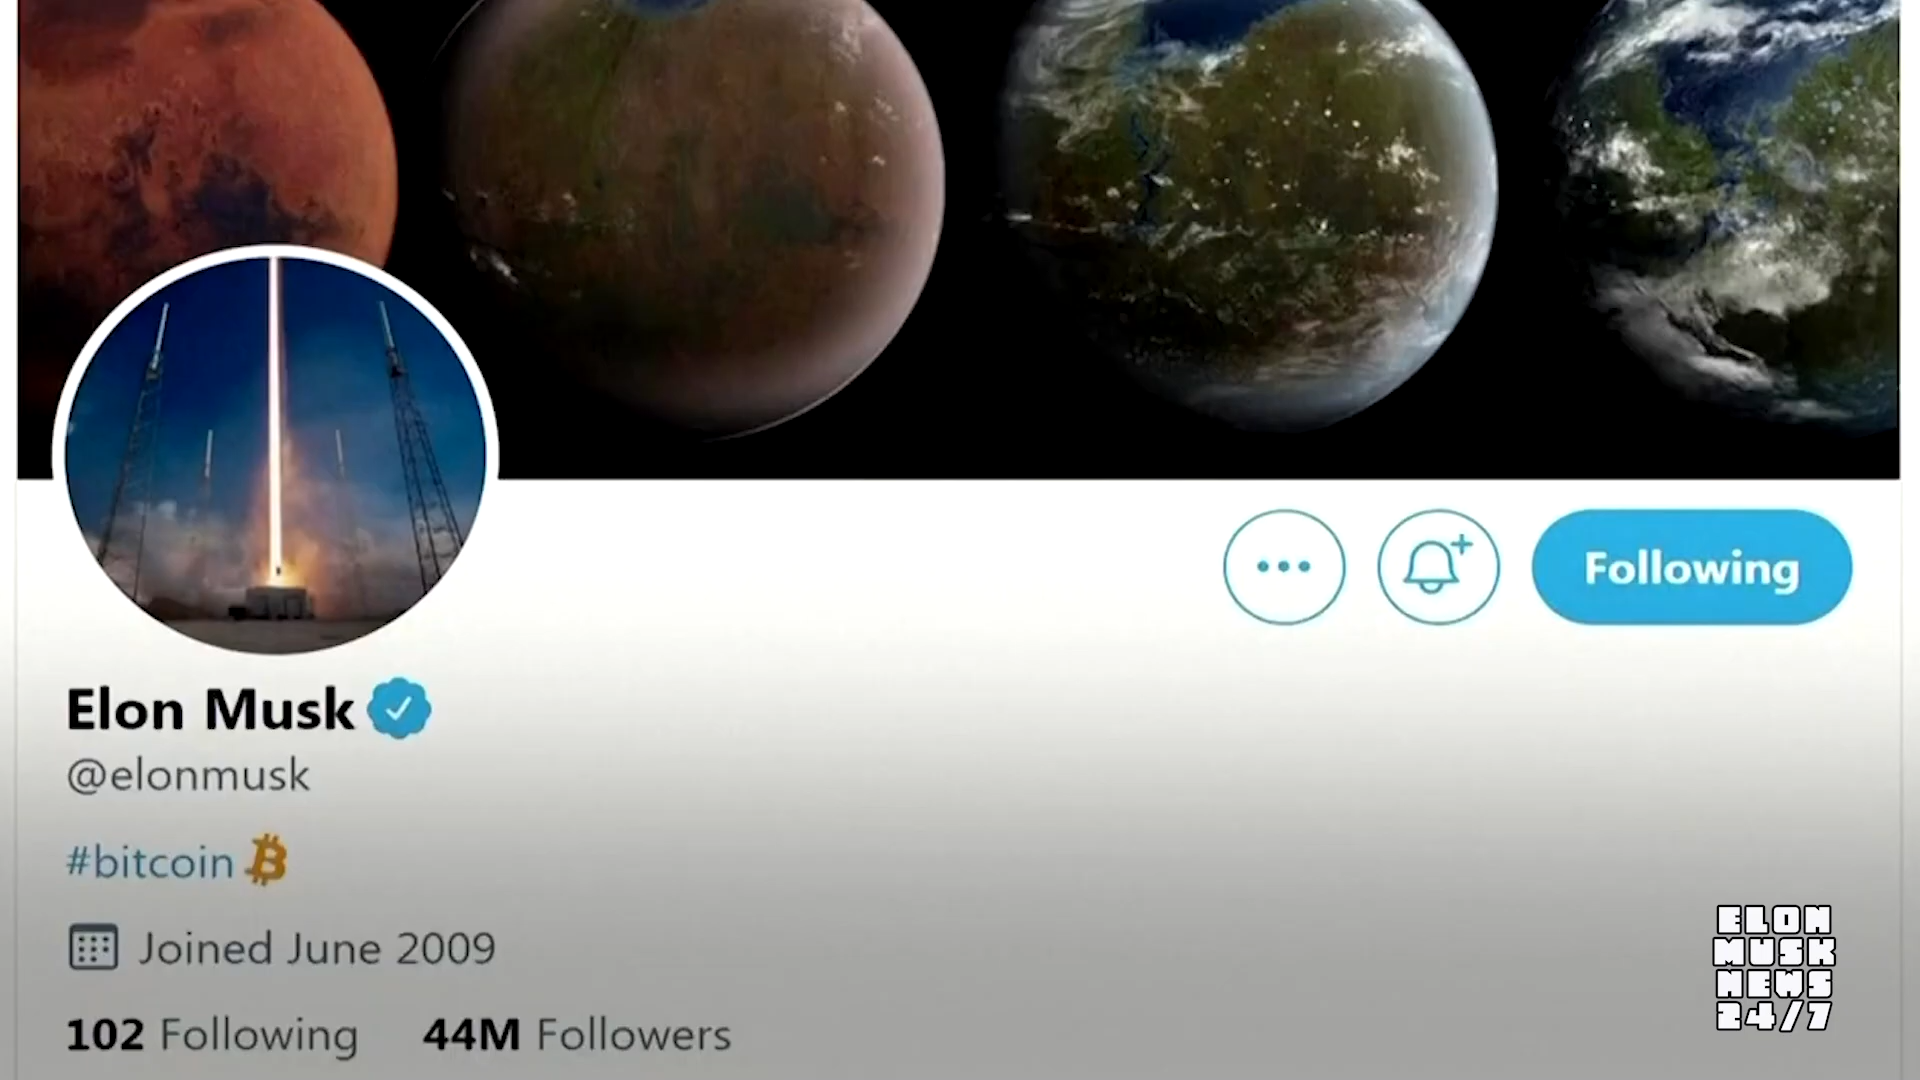 Following
Elon Musk
@elonmusk
#bitcoin
Joined June 2009
102 Following 44M Followers
ELON
MUSK
NEWS
24/7